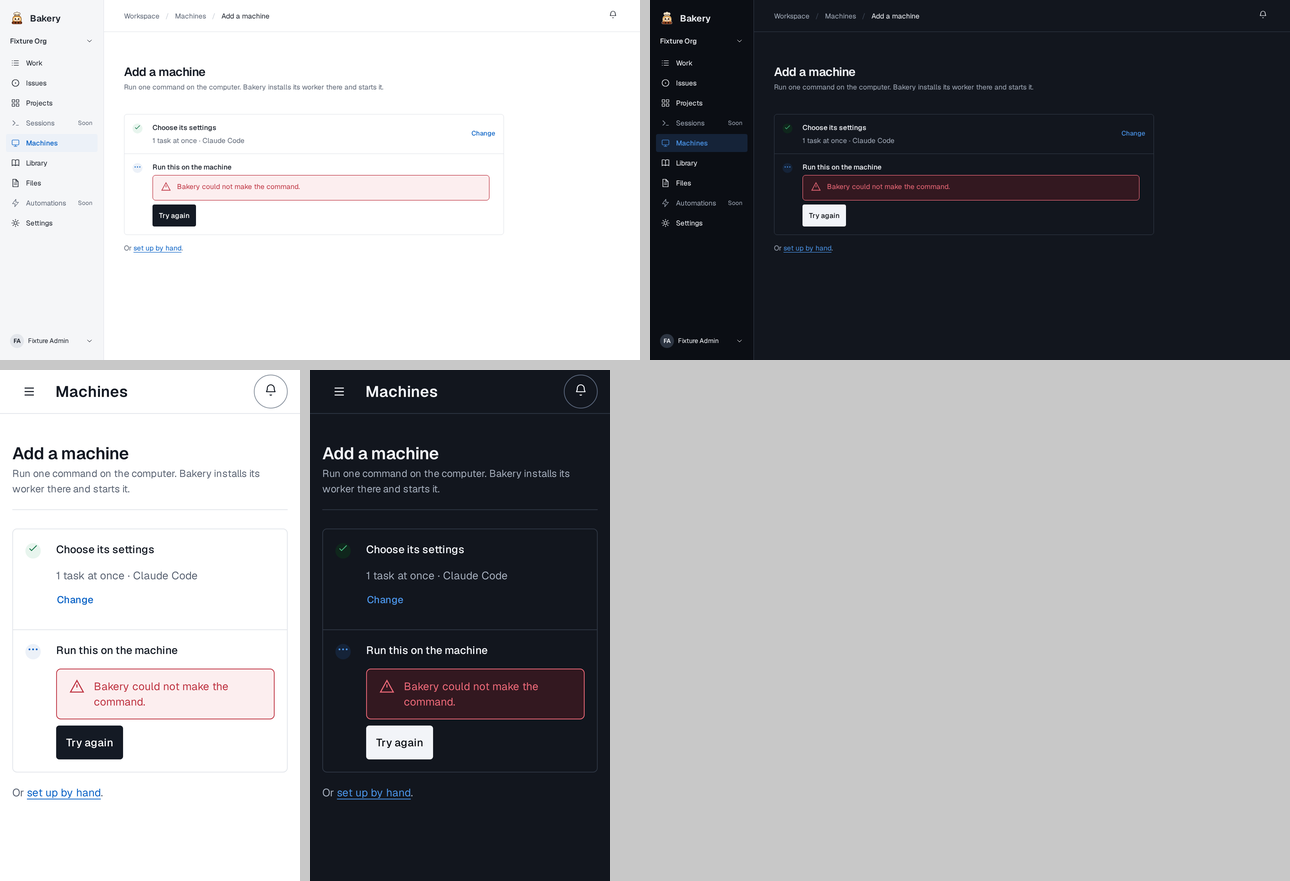 Bakery
Fixture Org
Work
Issues
Projects
Sessions Soon
Machines
Library
Files
Automations Soon
Settings
FA Fixture Admin
Workspace / Machines / Add a machine
Add a machine
Run one command on the computer. Bakery installs its worker there and starts it.
Choose its settings
1 task at once · Claude Code
Change
Run this on the machine
Bakery could not make the command.
Try again
Or set up by hand.
Bakery
Fixture Org
Work
Issues
Projects
Sessions Soon
Machines
Library
Files
Automations Soon
Settings
FA Fixture Admin
Workspace / Machines / Add a machine
Add a machine
Run one command on the computer. Bakery installs its worker there and starts it.
Choose its settings
1 task at once · Claude Code
Change
Run this on the machine
Bakery could not make the command.
Try again
Or set up by hand.
Machines
Add a machine
Run one command on the computer. Bakery installs its
worker there and starts it.
Choose its settings
1 task at once · Claude Code
Change
Run this on the machine
Bakery could not make the
command.
Try again
Or set up by hand.
Machines
Add a machine
Run one command on the computer. Bakery installs its
worker there and starts it.
Choose its settings
1 task at once · Claude Code
Change
Run this on the machine
Bakery could not make the
command.
Try again
Or set up by hand.